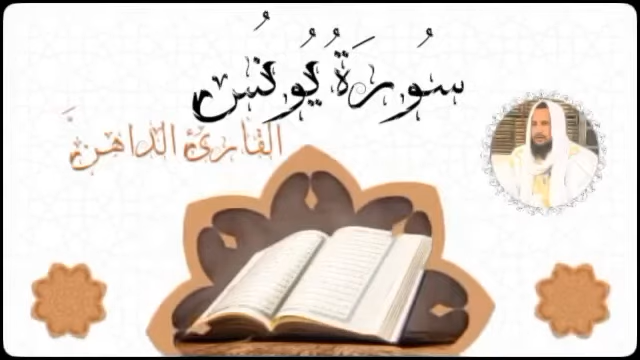 سُورَةُ يُونُسَ
القارئ الداهن